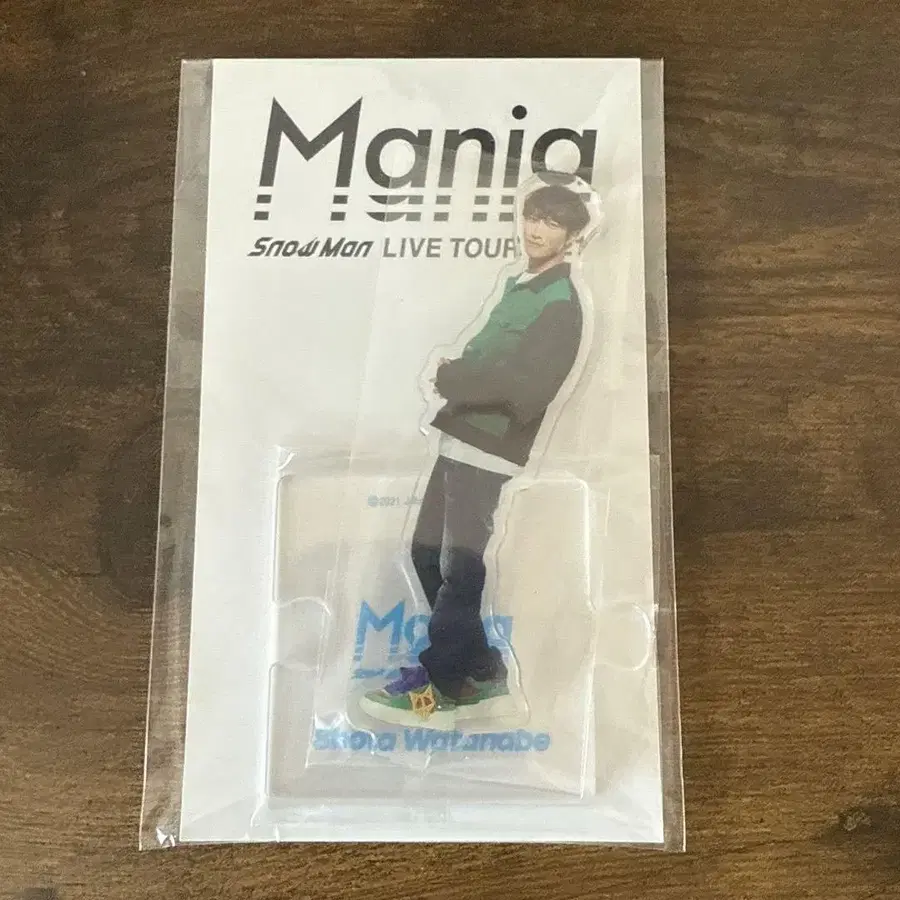 Mania
Snow Man LIVE TOUR
©2021
Mania
Shota Watanabe